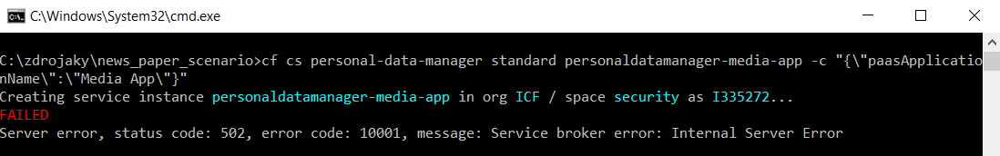 C:\Windows\System32\cmd.exe
C:\zdrojaky\news_paper_scenario>cf cs personal-data-manager standard personaldatamanager-media-app -c "{\"paasApplicatio
nName\":\"Media App\"}"
Creating service instance personaldatamanager-media-app in org ICF / space security as I335272...
FAILED
Server error, status code: 502, error code: 10001, message: Service broker error: Internal Server Error